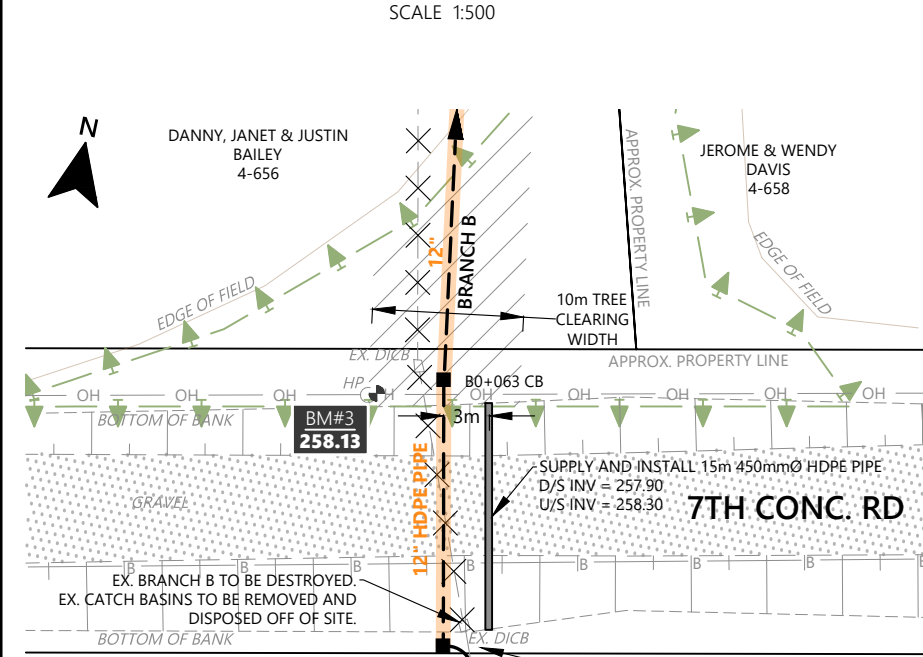 SCALE 1:500
N
DANNY, JANET & JUSTIN
BAILEY
4-656
JEROME & WENDY
DAVIS
4-658
APPROX. PROPERTY LINE
EDGE OF FIELD
EDGE OF FIELD
12"
BRANCH B
10m TREE
CLEARING
WIDTH
EX. DICB
APPROX. PROPERTY LINE
HP
B0+063 CB
OH OH OH OH OH OH OH
BOTTOM OF BANK
BM#3
258.13
3m
12" HDPE PIPE
SUPPLY AND INSTALL 15m 450mmØ HDPE PIPE
D/S INV = 257.90
U/S INV = 258.30
7TH CONC. RD
GRAVEL
B B B B B
EX. BRANCH B TO BE DESTROYED.
EX. CATCH BASINS TO BE REMOVED AND
DISPOSED OFF OF SITE.
BOTTOM OF BANK
EX. DICB